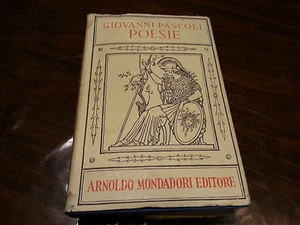 GIOVANNI PASCOLI
POESIE
ARNOLDO MONDADORI EDITORE